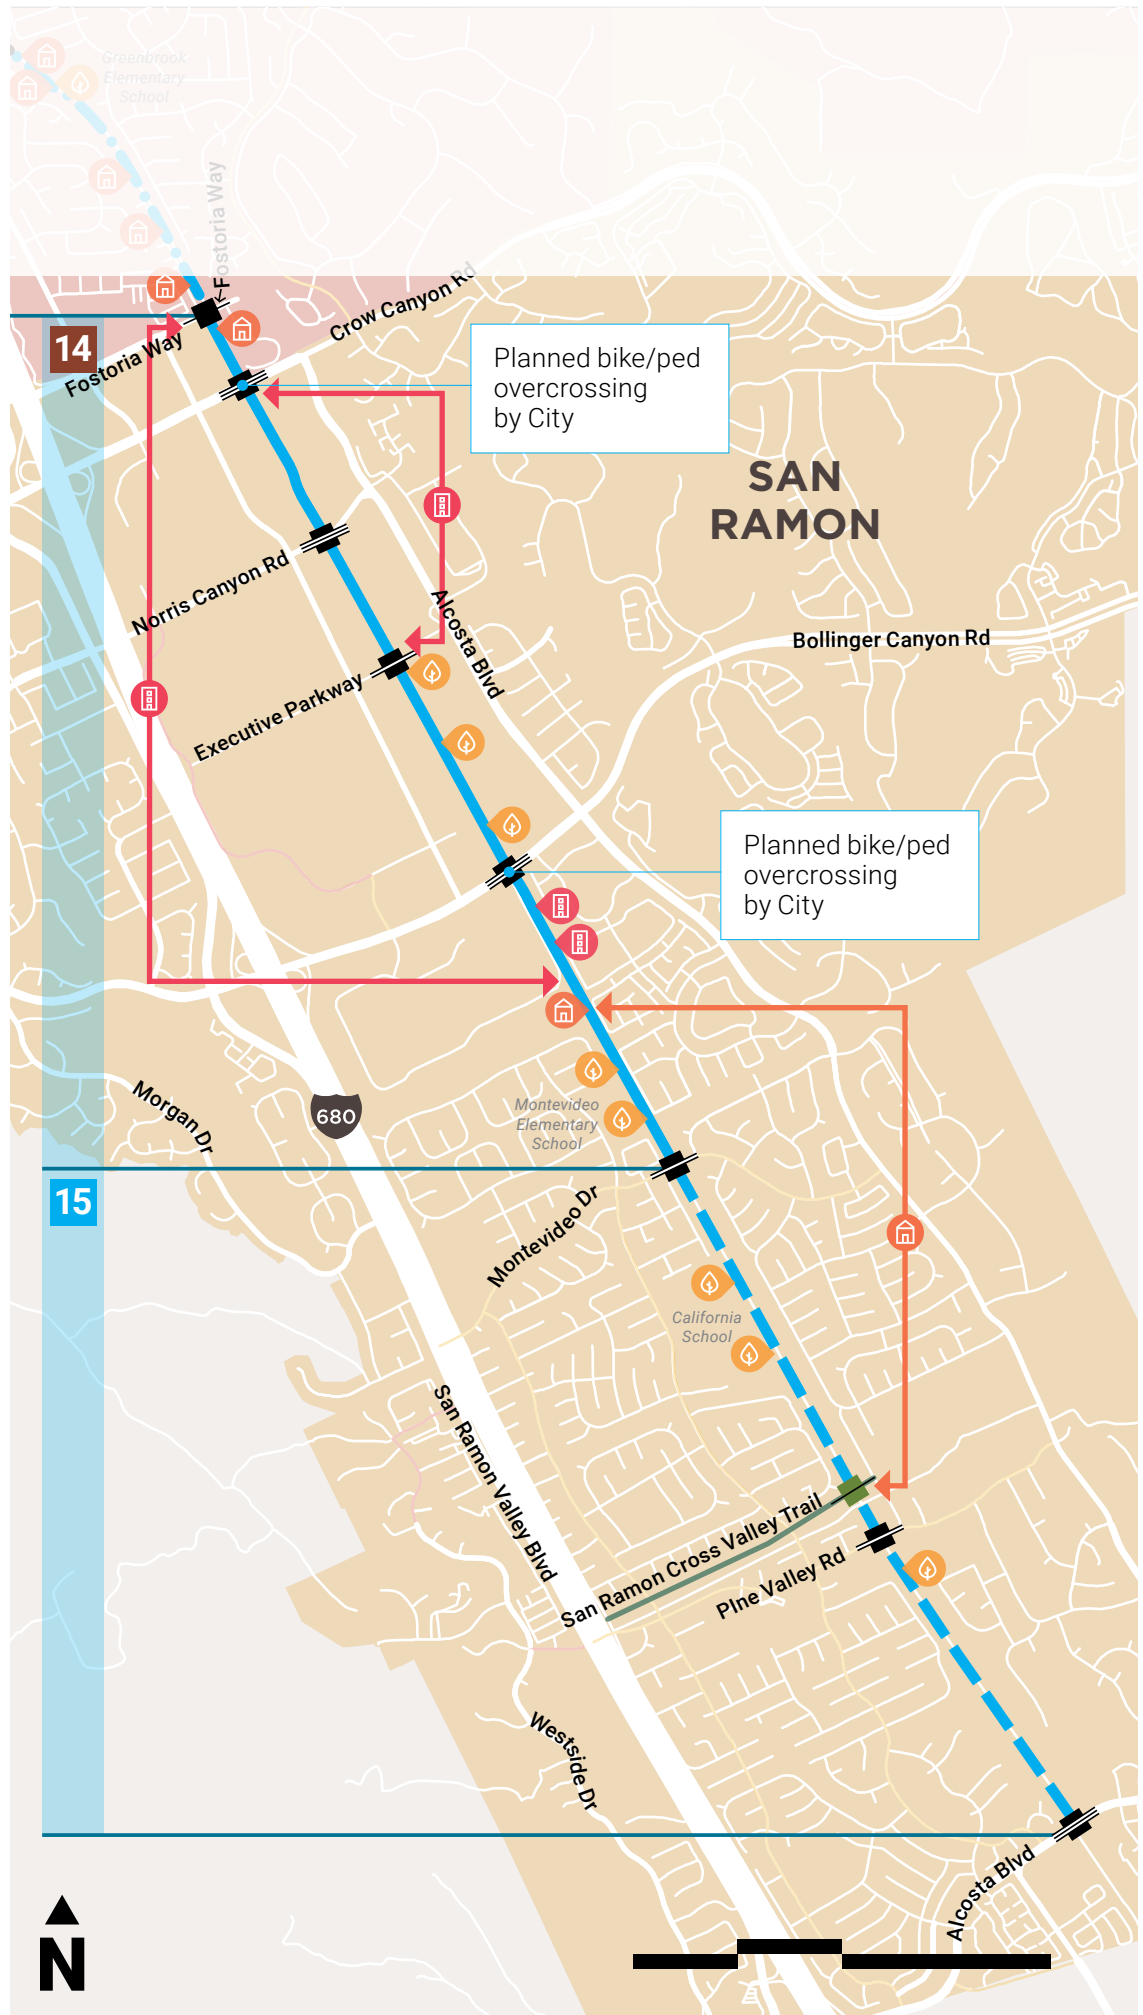 Greenbrook
Elementary
School
Fostoria Way
Crow Canyon Rd
14
Fostoria Way
Planned bike/ped
overcrossing
by City
SAN
RAMON
Norris Canyon Rd
Alcosta Blvd
Bollinger Canyon Rd
Executive Parkway
Planned bike/ped
overcrossing
by City
Morgan Dr
680
Montevideo
Elementary
School
15
Montevideo Dr
California
School
San Ramon Valley Blvd
San Ramon Cross Valley Trail
PIne Valley Rd
Westside Dr
Alcosta Blvd
N